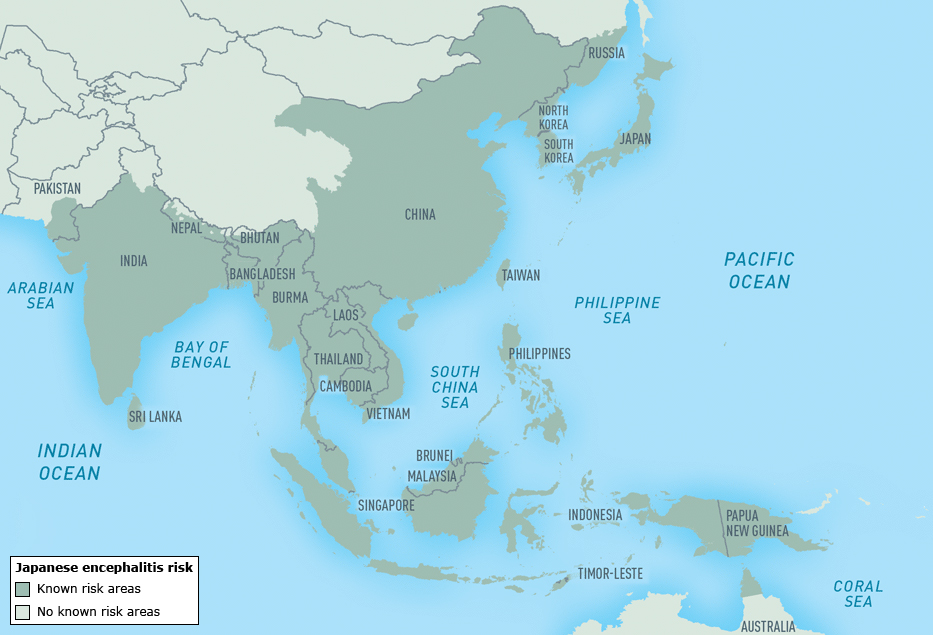 RUSSIA
NORTH
KOREA
SOUTH
KOREA
JAPAN
PAKISTAN
NEPAL
BHUTAN
CHINA
INDIA
BANGLADESH
BURMA
LAOS
TAIWAN
PACIFIC
OCEAN
ARABIAN
SEA
PHILIPPINE
SEA
BAY OF
BENGAL
THAILAND
CAMBODIA
VIETNAM
SOUTH
CHINA
SEA
PHILIPPINES
SRI LANKA
INDIAN
OCEAN
BRUNEI
MALAYSIA
SINGAPORE
INDONESIA
PAPUA
NEW GUINEA
TIMOR-LESTE
CORAL
SEA
AUSTRALIA
Japanese encephalitis risk
Known risk areas
No known risk areas